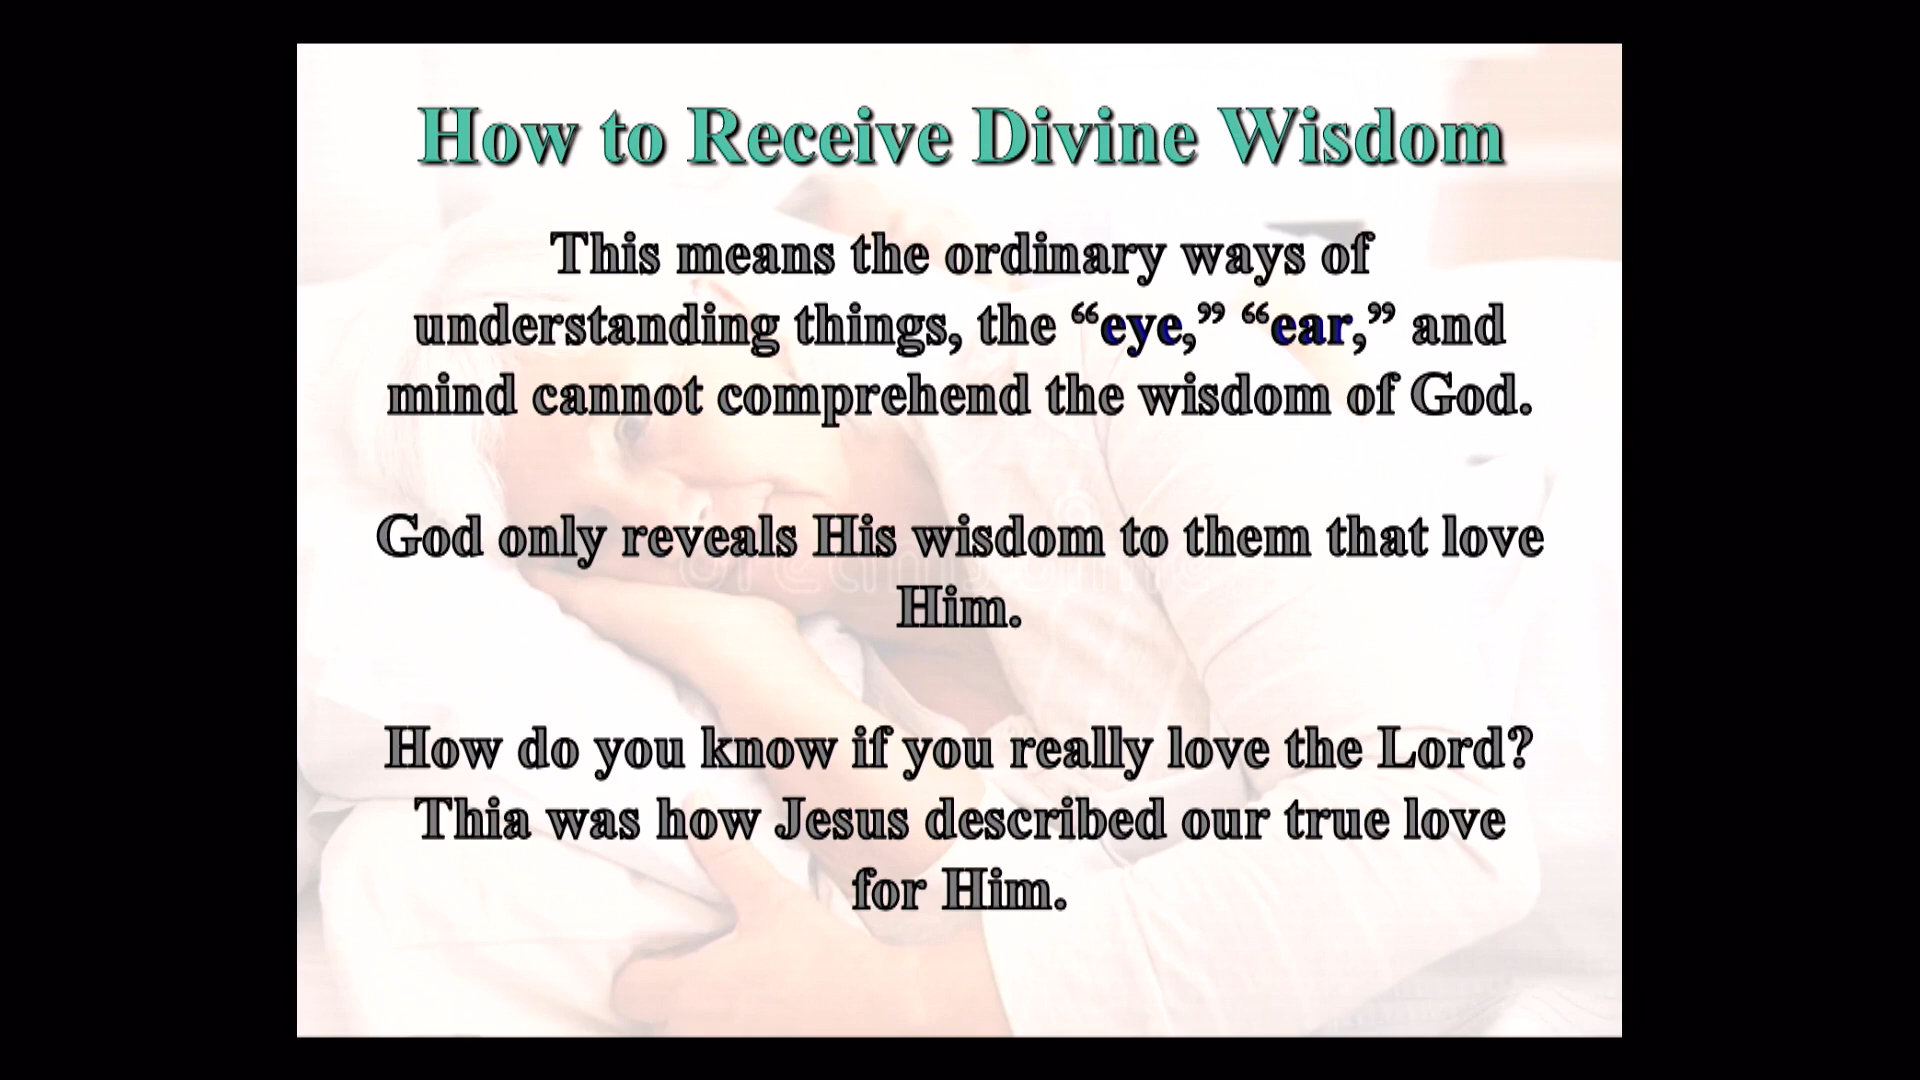 How to Receive Divine Wisdom
This means the ordinary ways of
understanding things, the “eye,” “ear,” and
mind cannot comprehend the wisdom of God.
God only reveals His wisdom to them that love
Him.
How do you know if you really love the Lord?
Thia was how Jesus described our true love
for Him.